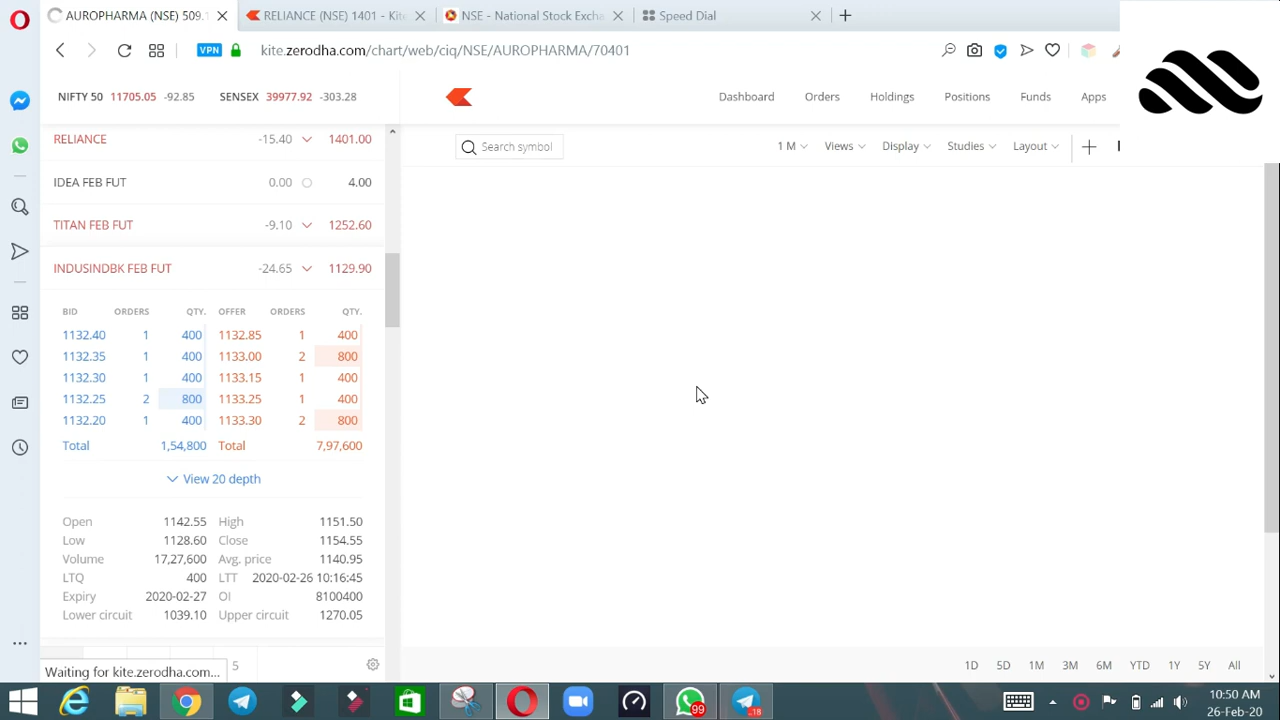 AUROPHARMA (NSE) 509.
RELIANCE (NSE) 1401 - Kite
NSE - National Stock Excha
Speed Dial
VPN
kite.zerodha.com/chart/web/ciq/NSE/AUROPHARMA/70401
NIFTY 50 11705.05 -92.85 SENSEX 39977.92 -303.28
Dashboard Orders Holdings Positions Funds Apps
Search symbol
1 M Views Display Studies Layout
RELIANCE -15.40 1401.00
IDEA FEB FUT 0.00 4.00
TITAN FEB FUT -9.10 1252.60
INDUSINDBK FEB FUT -24.65 1129.90
BID ORDERS QTY. OFFER ORDERS QTY.
1132.40 1 400 1132.85 1 400
1132.35 1 400 1133.00 2 800
1132.30 1 400 1133.15 1 400
1132.25 2 800 1133.25 1 400
1132.20 1 400 1133.30 2 800
Total 1,54,800 Total 7,97,600
View 20 depth
Open 1142.55 High 1151.50
Low 1128.60 Close 1154.55
Volume 17,27,600 Avg. price 1140.95
LTQ 400 LTT 2020-02-26 10:16:45
Expiry 2020-02-27 OI 8100400
Lower circuit 1039.10 Upper circuit 1270.05
5
Waiting for kite.zerodha.com...
1D 5D 1M 3M 6M YTD 1Y 5Y All
99
18
10:50 AM
26-Feb-20